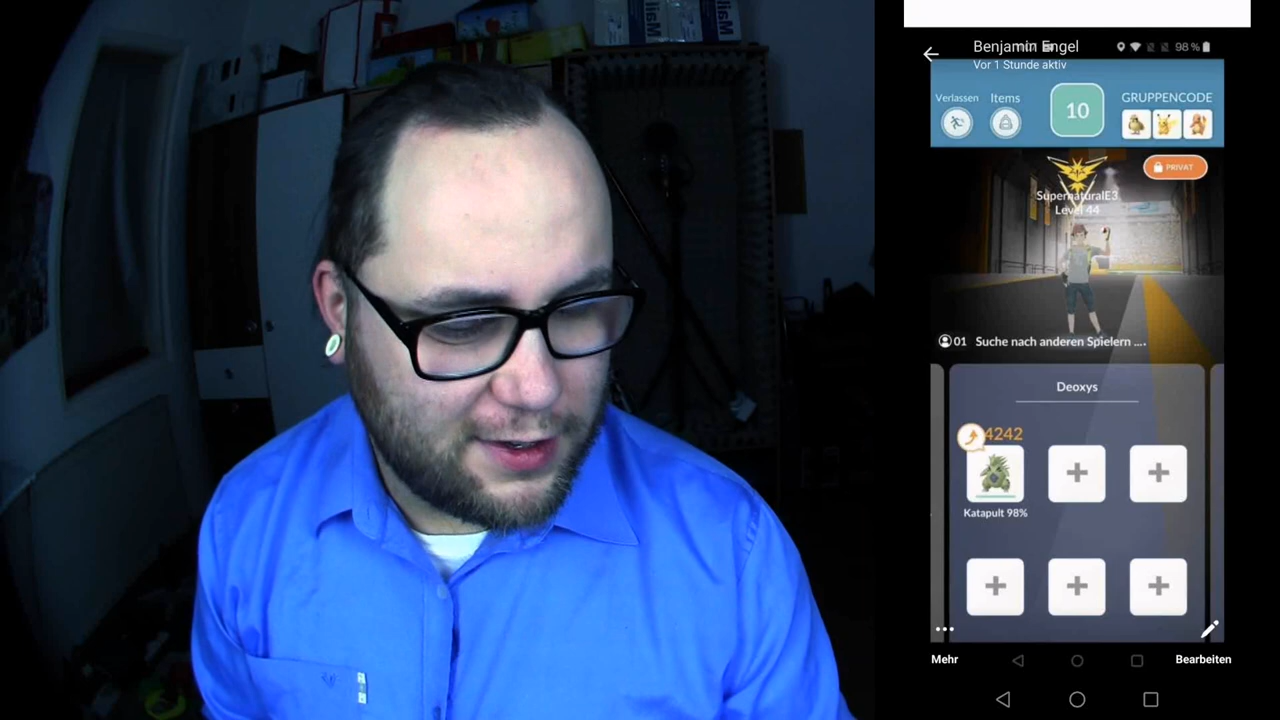 Benjamin Engel
98 %
Vor 1 Stunde aktiv
Verlassen
Items
10
GRUPPENCODE
PRIVAT
SupernaturalE3
Level 44
01 Suche nach anderen Spielern ....
Deoxys
4242
Katapult 98%
Mehr
Bearbeiten